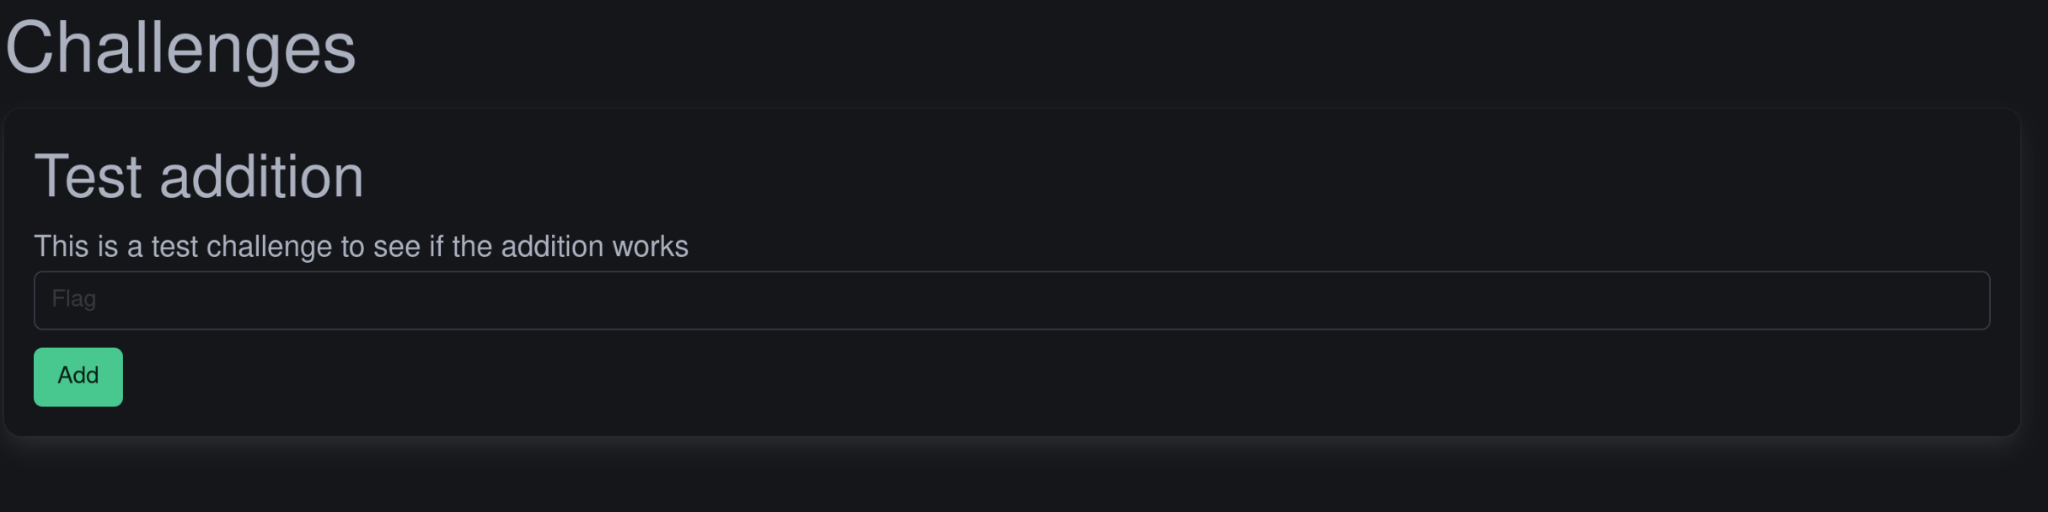 Challenges
Test addition
This is a test challenge to see if the addition works
Flag
Add